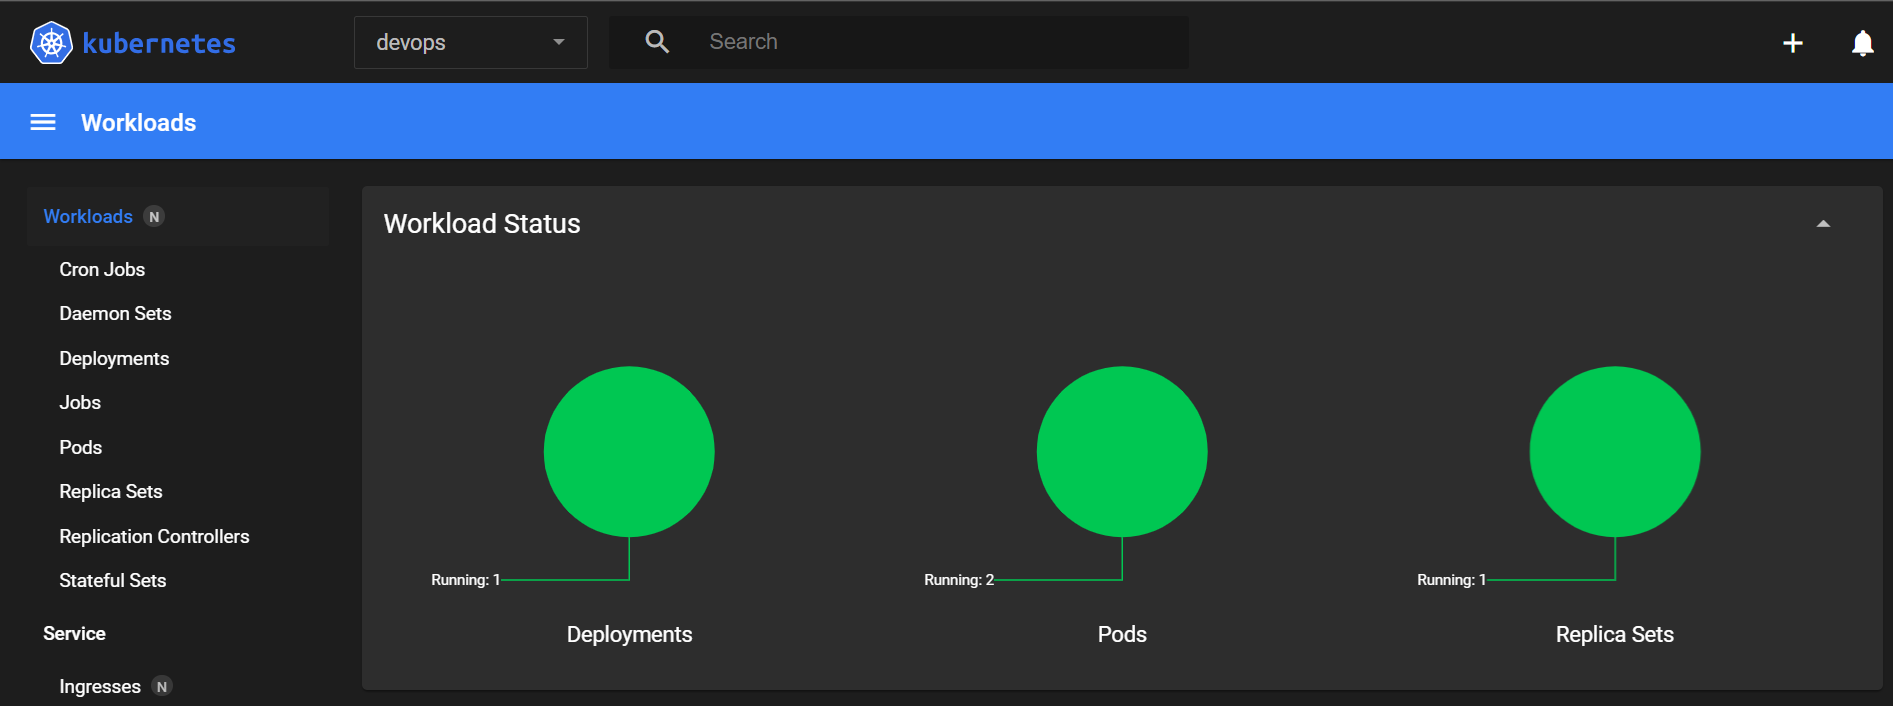 kubernetes
devops
Search
Workloads
Workloads N
Cron Jobs
Daemon Sets
Deployments
Jobs
Pods
Replica Sets
Replication Controllers
Stateful Sets
Service
Ingresses N
Workload Status
Running: 1
Deployments
Running: 2
Pods
Running: 1
Replica Sets